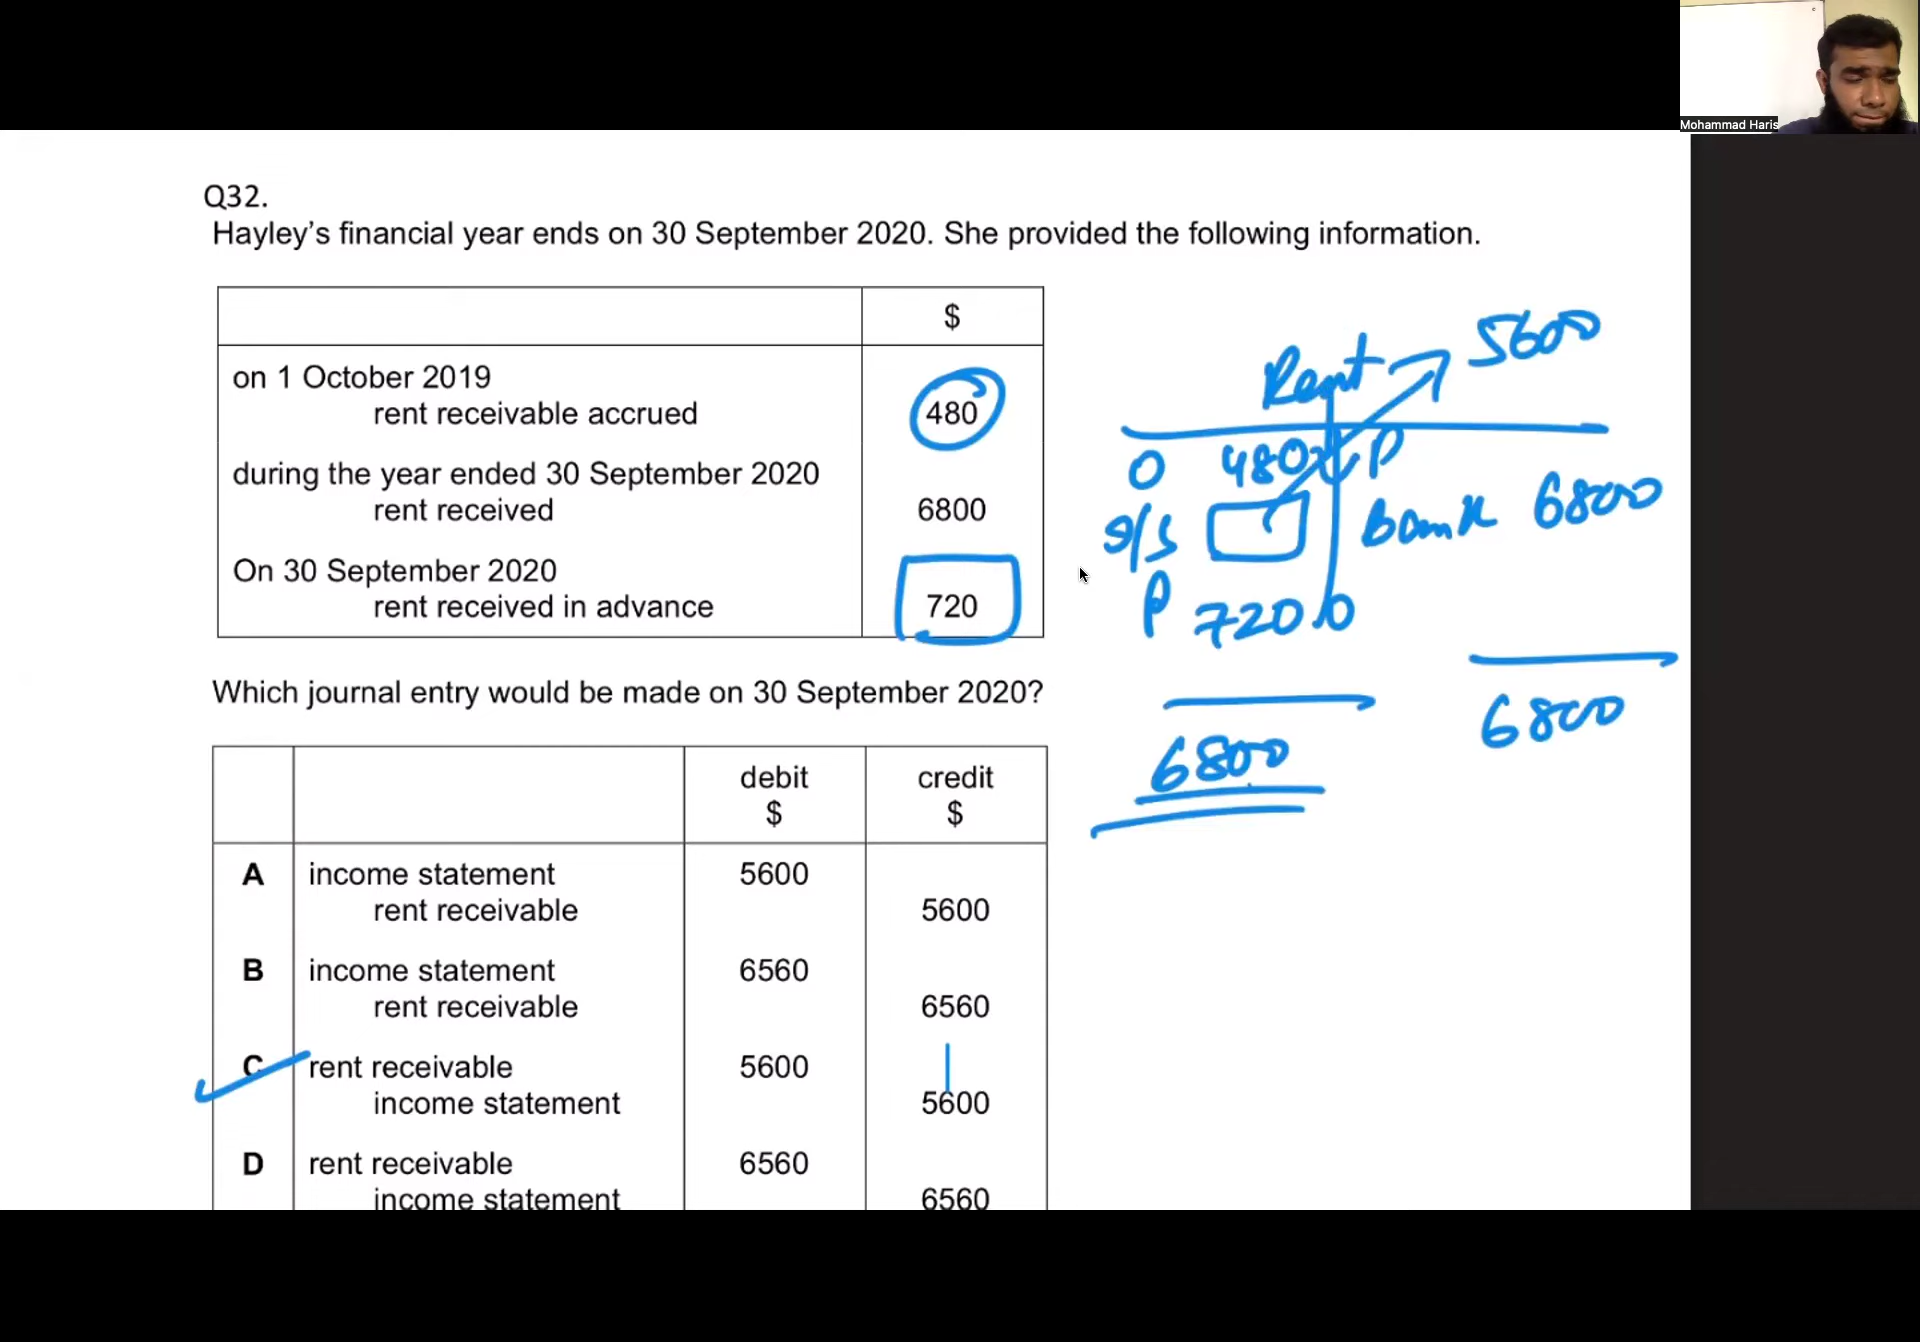 Mohammad Haris
Q32.
Hayley's financial year ends on 30 September 2020. She provided the following information.
$
on 1 October 2019
rent receivable accrued 480
during the year ended 30 September 2020
rent received 6800
On 30 September 2020
rent received in advance 720
Rent 5600
O 480 P
I/S bank 6800
P 720 O
6800 6800
Which journal entry would be made on 30 September 2020?
debit credit
$ $
A income statement 5600
rent receivable 5600
B income statement 6560
rent receivable 6560
C rent receivable 5600
income statement 5600
D rent receivable 6560
income statement 6560